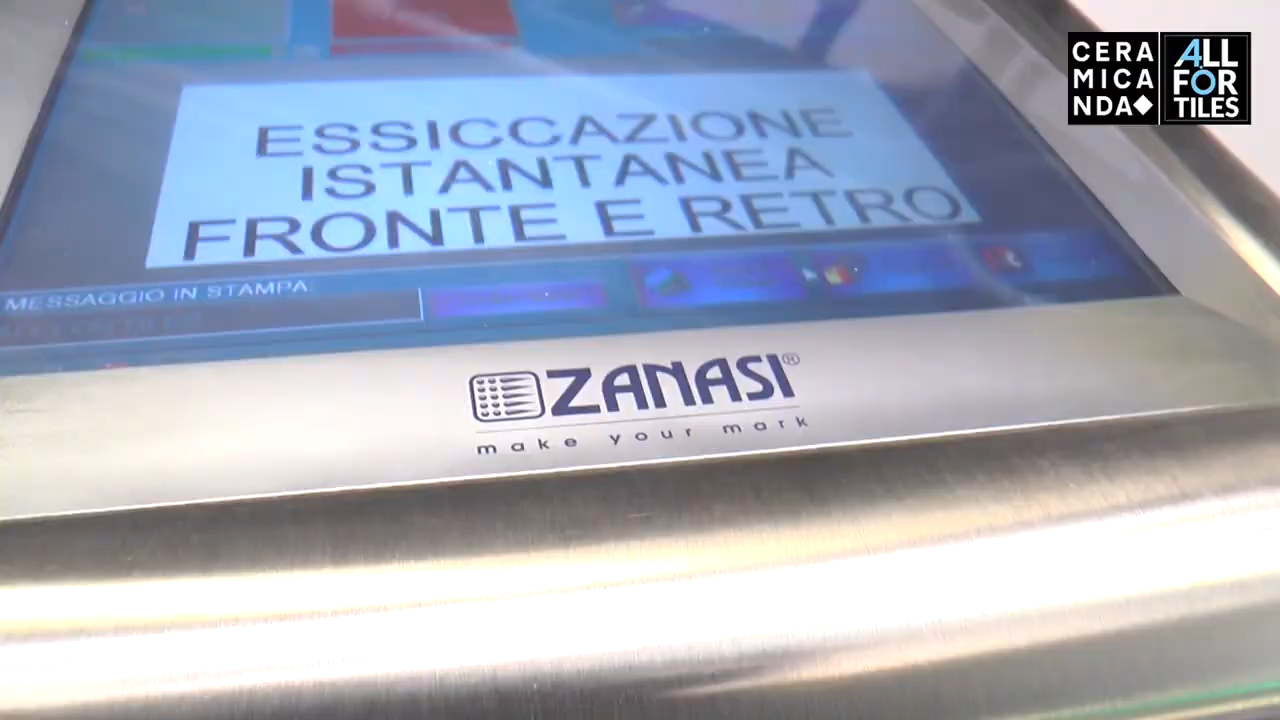 CERA
MICA
NDA
ALL
FOR
TILES
ESSICCAZIONE
ISTANTANEA
FRONTE E RETRO
MESSAGGIO IN STAMPA:
ZANASI®
make your mark